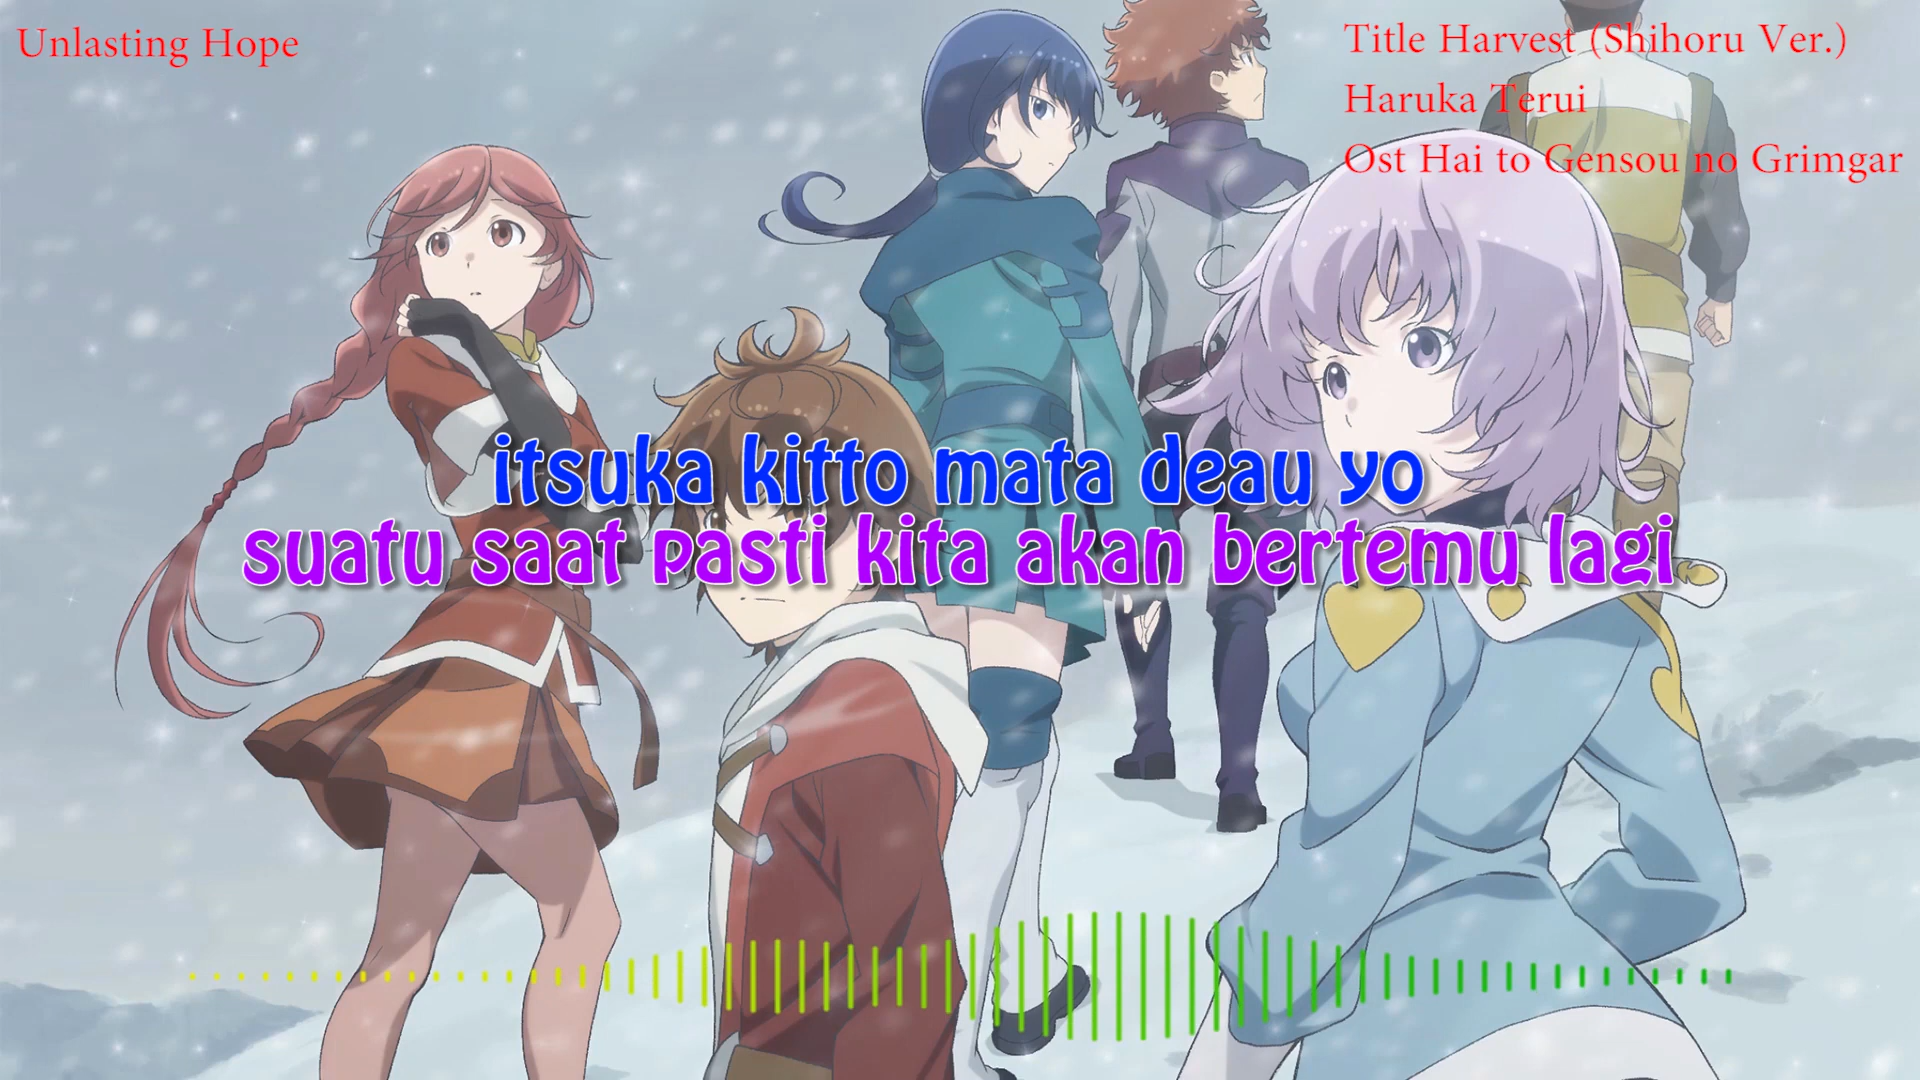 Unlasting Hope
Title Harvest (Shihoru Ver.)
Haruka Terui
Ost Hai to Gensou no Grimgar
itsuka kitto mata deau yo
suatu saat pasti kita akan bertemu lagi